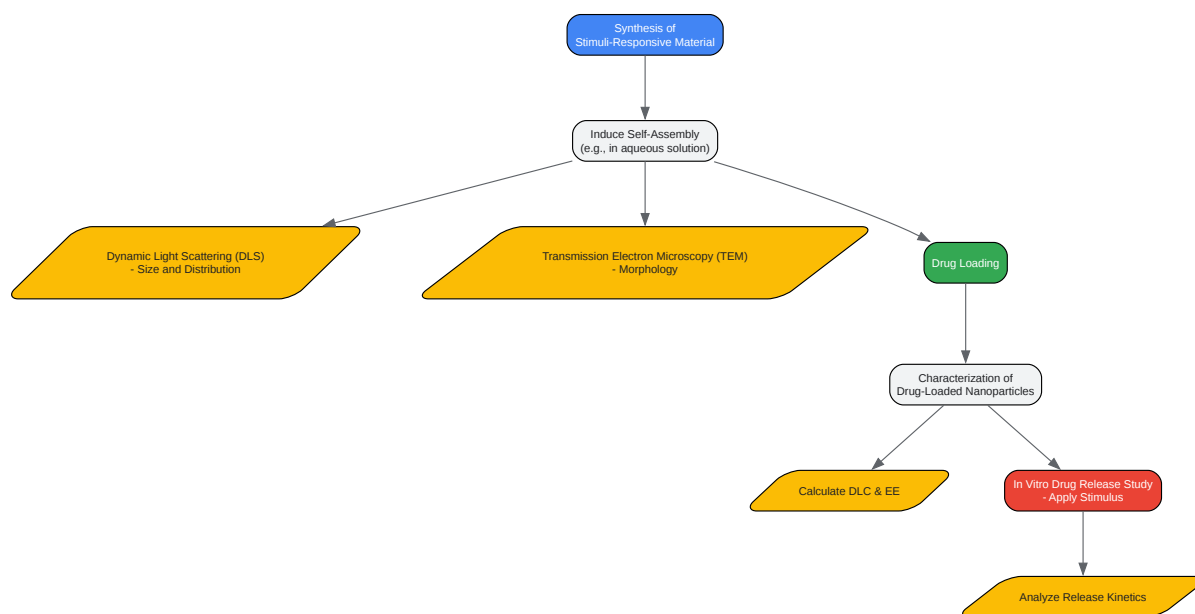 Synthesis of
Stimuli-Responsive Material
Induce Self-Assembly
(e.g., in aqueous solution)
Dynamic Light Scattering (DLS)
- Size and Distribution
Transmission Electron Microscopy (TEM)
- Morphology
Drug Loading
Characterization of
Drug-Loaded Nanoparticles
Calculate DLC & EE
In Vitro Drug Release Study
- Apply Stimulus
Analyze Release Kinetics